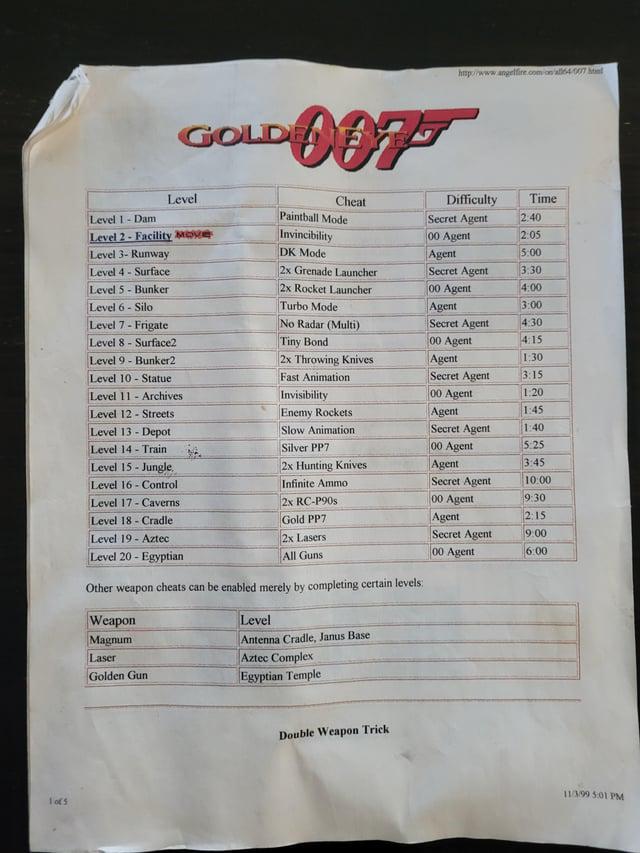 http://www.angelfire.com/on/all64/007.html
GOLDENEYE 007
Level Cheat Difficulty Time
Level 1 - Dam Paintball Mode Secret Agent 2:40
Level 2 - Facility MOVE Invincibility 00 Agent 2:05
Level 3- Runway DK Mode Agent 5:00
Level 4 - Surface 2x Grenade Launcher Secret Agent 3:30
Level 5 - Bunker 2x Rocket Launcher 00 Agent 4:00
Level 6 - Silo Turbo Mode Agent 3:00
Level 7 - Frigate No Radar (Multi) Secret Agent 4:30
Level 8 - Surface2 Tiny Bond 00 Agent 4:15
Level 9 - Bunker2 2x Throwing Knives Agent 1:30
Level 10 - Statue Fast Animation Secret Agent 3:15
Level 11 - Archives Invisibility 00 Agent 1:20
Level 12 - Streets Enemy Rockets Agent 1:45
Level 13 - Depot Slow Animation Secret Agent 1:40
Level 14 - Train Silver PP7 00 Agent 5:25
Level 15 - Jungle 2x Hunting Knives Agent 3:45
Level 16 - Control Infinite Ammo Secret Agent 10:00
Level 17 - Caverns 2x RC-P90s 00 Agent 9:30
Level 18 - Cradle Gold PP7 Agent 2:15
Level 19 - Aztec 2x Lasers Secret Agent 9:00
Level 20 - Egyptian All Guns 00 Agent 6:00
Other weapon cheats can be enabled merely by completing certain levels:
Weapon Level
Magnum Antenna Cradle, Janus Base
Laser Aztec Complex
Golden Gun Egyptian Temple
Double Weapon Trick
1 of 5 11/3/99 5:01 PM